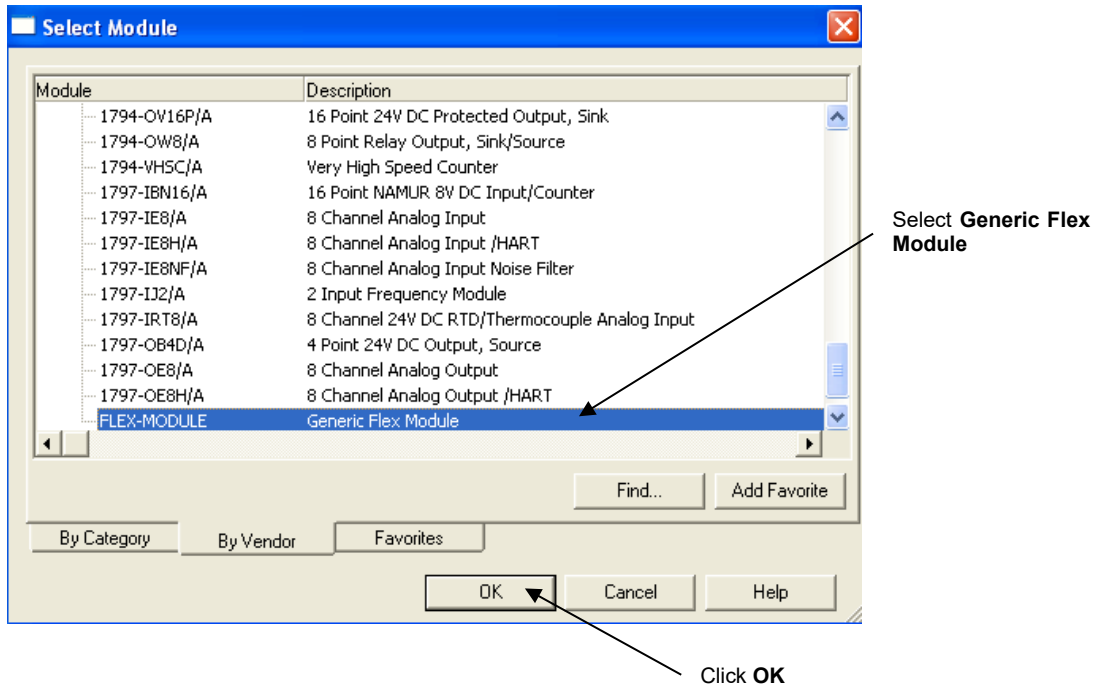 Select Module
Module Description
1794-OV16P/A 16 Point 24V DC Protected Output, Sink
1794-OW8/A 8 Point Relay Output, Sink/Source
1794-VHSC/A Very High Speed Counter
1797-IBN16/A 16 Point NAMUR 8V DC Input/Counter
1797-IE8/A 8 Channel Analog Input
1797-IE8H/A 8 Channel Analog Input /HART
1797-IE8NF/A 8 Channel Analog Input Noise Filter
1797-IJ2/A 2 Input Frequency Module
1797-IRT8/A 8 Channel 24V DC RTD/Thermocouple Analog Input
1797-OB4D/A 4 Point 24V DC Output, Source
1797-OE8/A 8 Channel Analog Output
1797-OE8H/A 8 Channel Analog Output /HART
FLEX-MODULE Generic Flex Module
Select Generic Flex
Module
Find... Add Favorite
By Category By Vendor Favorites
OK Cancel Help
Click OK